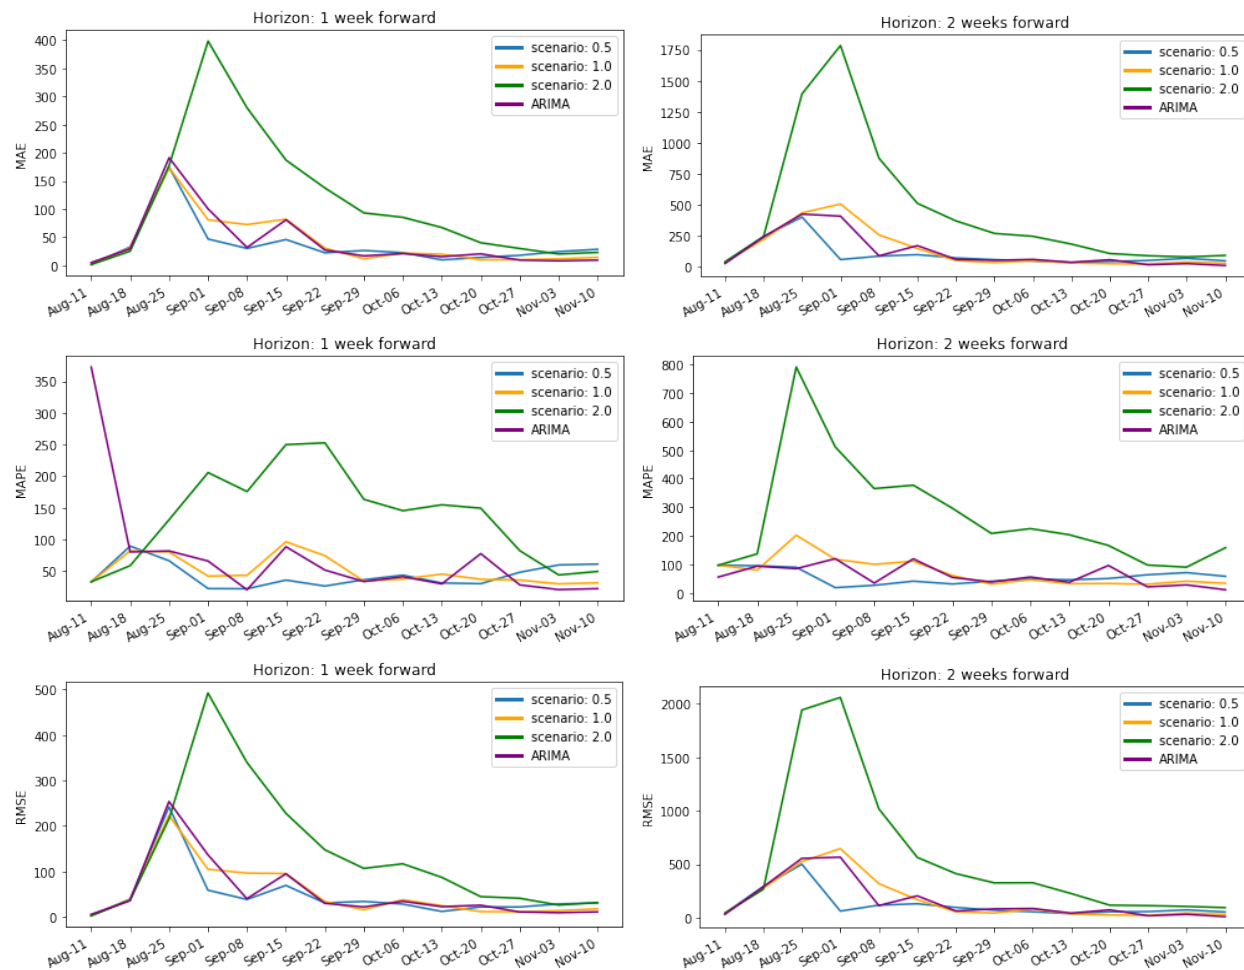 Horizon: 1 week forward
MAE
400
350
300
250
200
150
100
50
0
scenario: 0.5
scenario: 1.0
scenario: 2.0
ARIMA
Aug-11 Aug-18 Aug-25 Sep-01 Sep-08 Sep-15 Sep-22 Sep-29 Oct-06 Oct-13 Oct-20 Oct-27 Nov-03 Nov-10
Horizon: 2 weeks forward
MAE
1750
1500
1250
1000
750
500
250
0
scenario: 0.5
scenario: 1.0
scenario: 2.0
ARIMA
Aug-11 Aug-18 Aug-25 Sep-01 Sep-08 Sep-15 Sep-22 Sep-29 Oct-06 Oct-13 Oct-20 Oct-27 Nov-03 Nov-10
Horizon: 1 week forward
MAPE
350
300
250
200
150
100
50
scenario: 0.5
scenario: 1.0
scenario: 2.0
ARIMA
Aug-11 Aug-18 Aug-25 Sep-01 Sep-08 Sep-15 Sep-22 Sep-29 Oct-06 Oct-13 Oct-20 Oct-27 Nov-03 Nov-10
Horizon: 2 weeks forward
MAPE
800
700
600
500
400
300
200
100
0
scenario: 0.5
scenario: 1.0
scenario: 2.0
ARIMA
Aug-11 Aug-18 Aug-25 Sep-01 Sep-08 Sep-15 Sep-22 Sep-29 Oct-06 Oct-13 Oct-20 Oct-27 Nov-03 Nov-10
Horizon: 1 week forward
RMSE
500
400
300
200
100
0
scenario: 0.5
scenario: 1.0
scenario: 2.0
ARIMA
Aug-11 Aug-18 Aug-25 Sep-01 Sep-08 Sep-15 Sep-22 Sep-29 Oct-06 Oct-13 Oct-20 Oct-27 Nov-03 Nov-10
Horizon: 2 weeks forward
RMSE
2000
1500
1000
500
0
scenario: 0.5
scenario: 1.0
scenario: 2.0
ARIMA
Aug-11 Aug-18 Aug-25 Sep-01 Sep-08 Sep-15 Sep-22 Sep-29 Oct-06 Oct-13 Oct-20 Oct-27 Nov-03 Nov-10